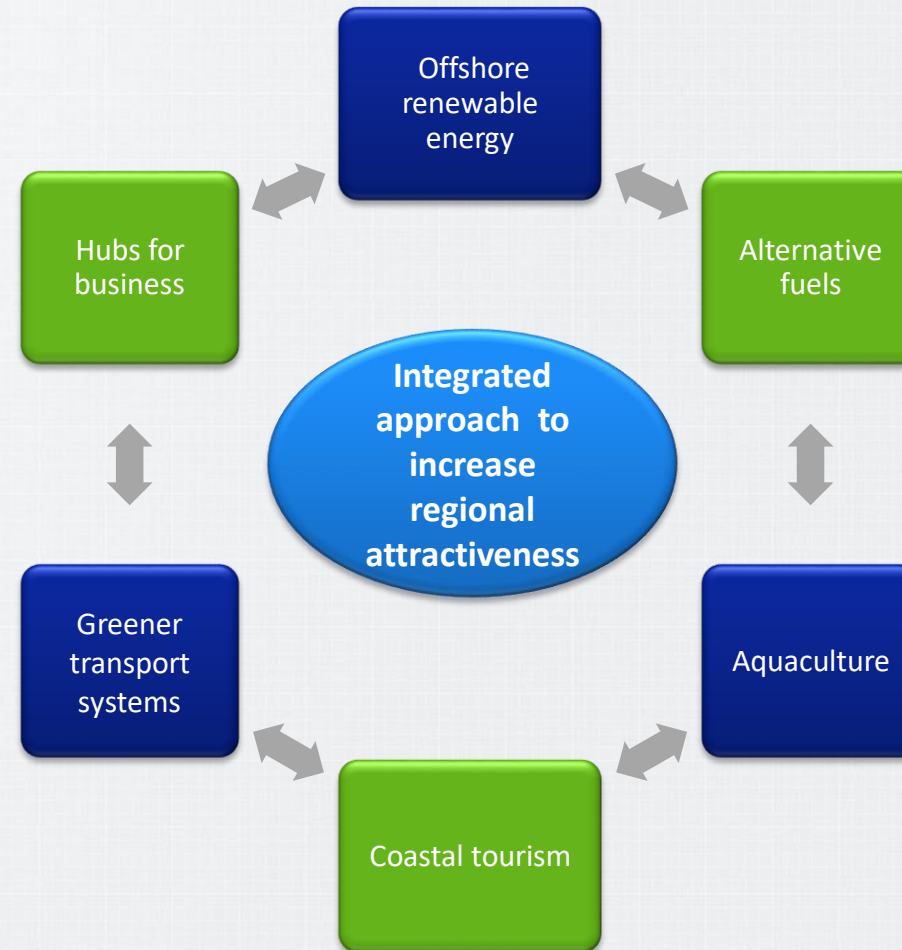 Offshore
renewable
energy
Hubs for
business
Alternative
fuels
Integrated
approach to
increase
regional
attractiveness
Greener
transport
systems
Aquaculture
Coastal tourism